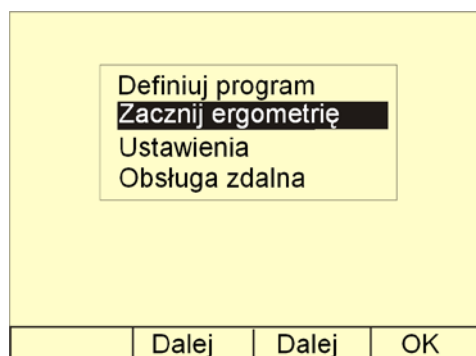 Definiuj program
Zacznij ergometrię
Ustawienia
Obsługa zdalna
Dalej Dalej OK